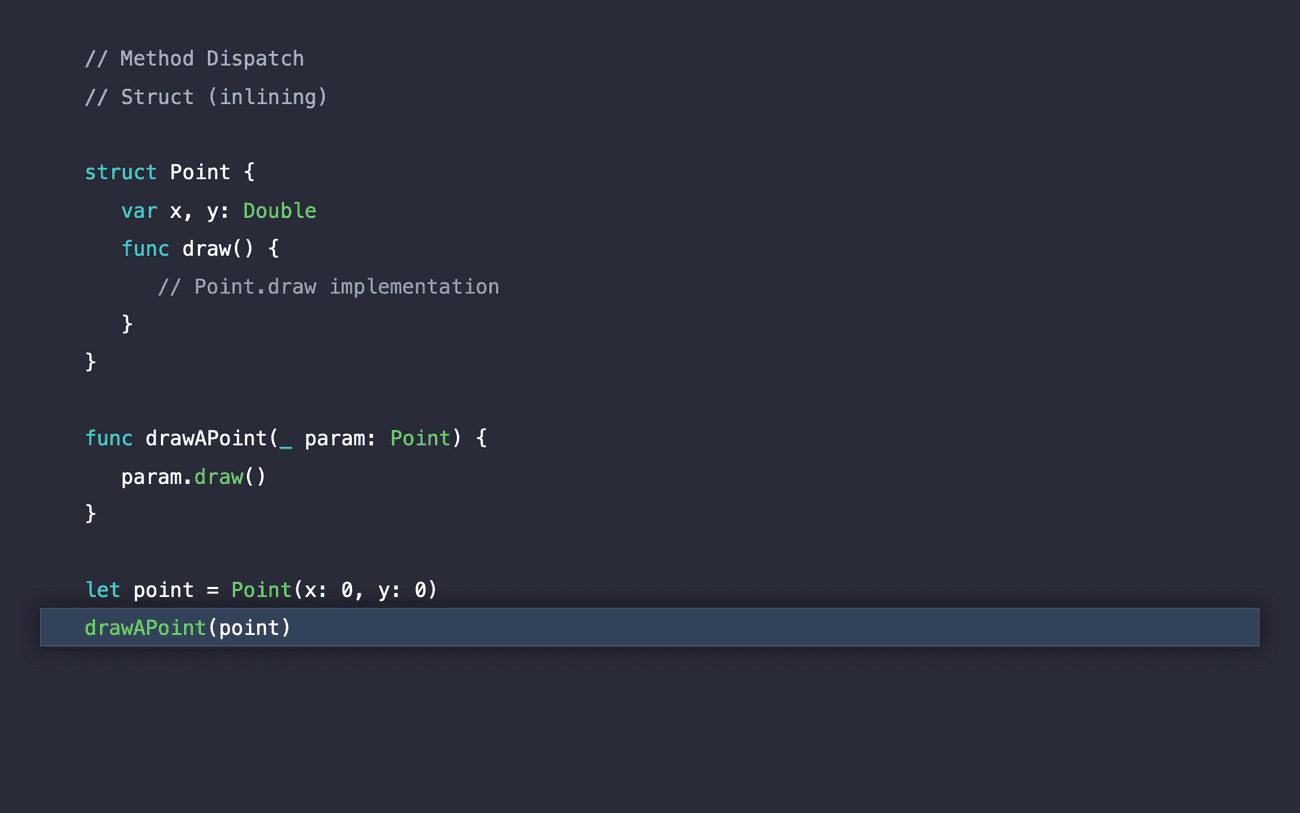 // Method Dispatch
// Struct (inlining)
struct Point {
   var x, y: Double
   func draw() {
      // Point.draw implementation
   }
}
func drawAPoint(_ param: Point) {
   param.draw()
}
let point = Point(x: 0, y: 0)
drawAPoint(point)